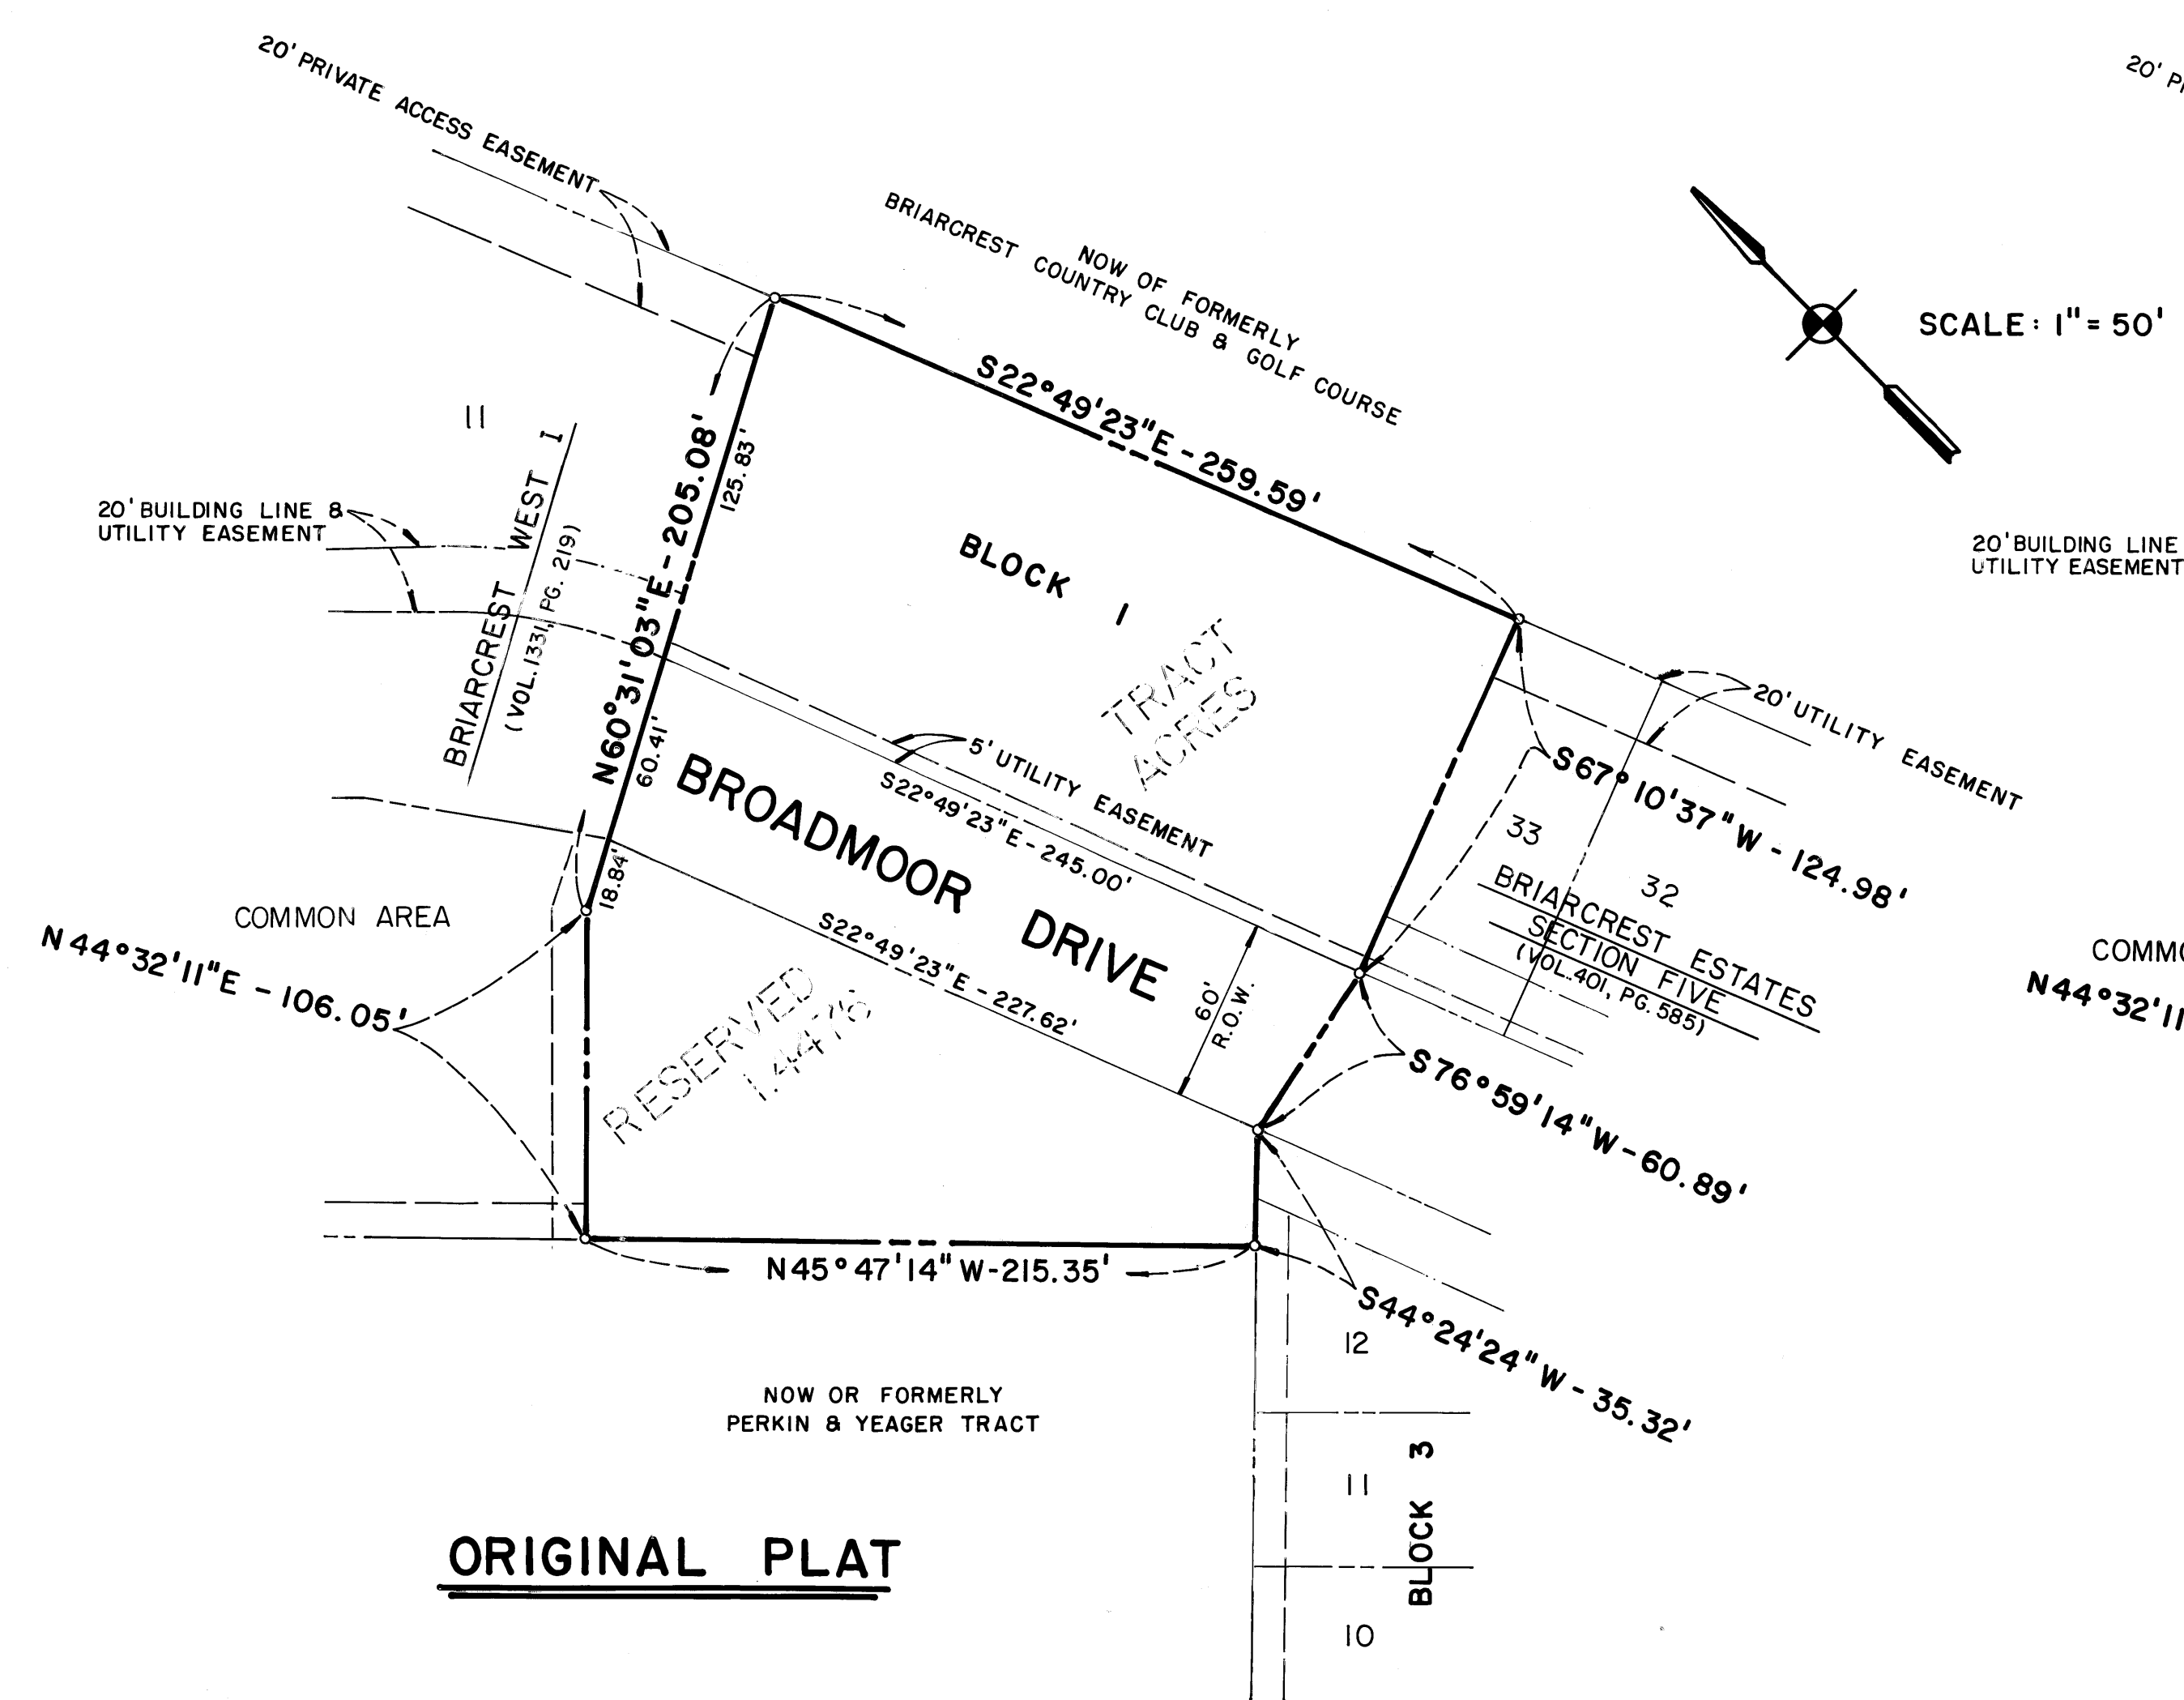 20' PRIVATE ACCESS EASEMENT
20' P
NOW OF FORMERLY
BRIARCREST COUNTRY CLUB & GOLF COURSE
SCALE: 1" = 50'
S22°49'23"E - 259.59'
11
BRIARCREST WEST I
(VOL. 1331, PG. 219)
N60°31'03"E - 205.08'
125.83'
60.41'
18.84'
20' BUILDING LINE &
UTILITY EASEMENT
20' BUILDING LINE
UTILITY EASEMENT
BLOCK 1
TRACT
ACRES
5' UTILITY EASEMENT
S22°49'23"E - 245.00'
BROADMOOR DRIVE
S22°49'23"E - 227.62'
60'
R.O.W.
20' UTILITY EASEMENT
S67°10'37"W - 124.98'
33
32
BRIARCREST ESTATES
SECTION FIVE
(VOL. 401, PG. 585)
COMMON AREA
N44°32'11"E - 106.05'
COMMO
N44°32'11
RESERVED
1.4476
S76°59'14"W - 60.89'
N45°47'14"W-215.35'
S44°24'24"W - 35.32'
12
11
10
BLOCK 3
NOW OR FORMERLY
PERKIN & YEAGER TRACT
ORIGINAL PLAT